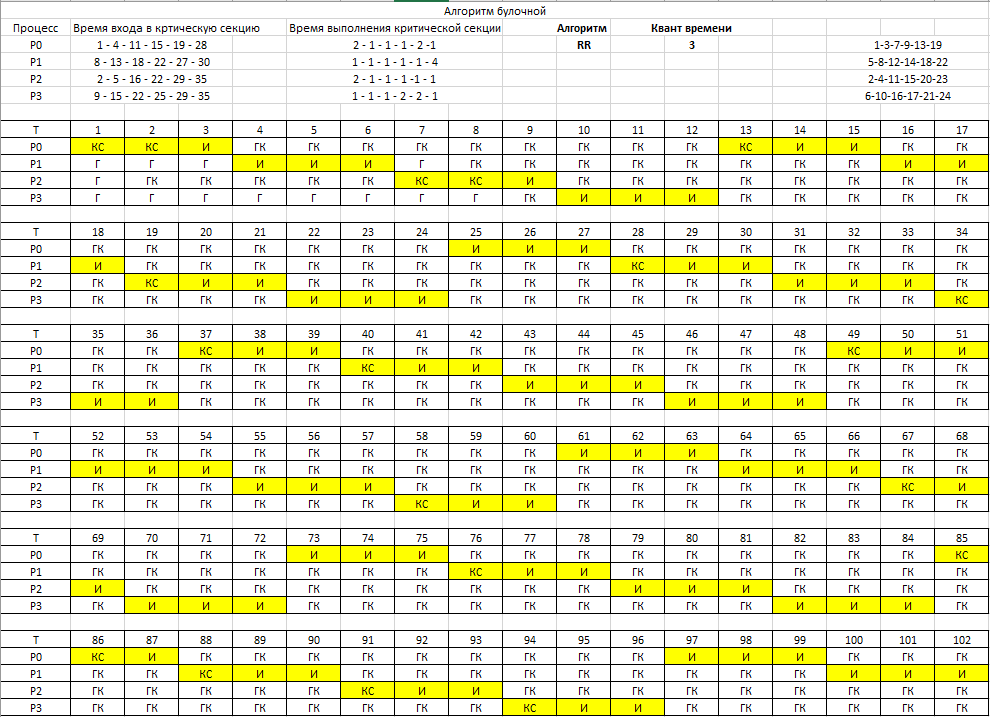 Алгоритм булочной
Процесс Время входа в кртическую секцию Время выполнения критической секции Алгоритм Квант времени
P0 1 - 4 - 11 - 15 - 19 - 28 2 - 1 - 1 - 1 - 2 -1 RR 3 1-3-7-9-13-19
P1 8 - 13 - 18 - 22 - 27 - 30 1 - 1 - 1 - 1 - 1 - 4 5-8-12-14-18-22
P2 2 - 5 - 16 - 22 - 29 - 35 2 - 1 - 1 - 1 -1 - 1 2-4-11-15-20-23
P3 9 - 15 - 22 - 25 - 29 - 35 1 - 1 - 1 - 2 - 2 - 1 6-10-16-17-21-24
T 1 2 3 4 5 6 7 8 9 10 11 12 13 14 15 16 17
P0 КС КС И ГК ГК ГК ГК ГК ГК ГК ГК ГК КС И И ГК ГК
P1 Г Г Г И И И Г ГК ГК ГК ГК ГК ГК ГК ГК И И
P2 Г ГК ГК ГК ГК ГК КС КС И ГК ГК ГК ГК ГК ГК ГК ГК
P3 Г Г Г Г Г Г Г Г ГК И И И ГК ГК ГК ГК ГК
T 18 19 20 21 22 23 24 25 26 27 28 29 30 31 32 33 34
P0 ГК ГК ГК ГК ГК ГК ГК И И И ГК ГК ГК ГК ГК ГК ГК
P1 И ГК ГК ГК ГК ГК ГК ГК ГК ГК КС И И ГК ГК ГК ГК
P2 ГК КС И И ГК ГК ГК ГК ГК ГК ГК ГК ГК И И И ГК
P3 ГК ГК ГК ГК И И И ГК ГК ГК ГК ГК ГК ГК ГК ГК КС
T 35 36 37 38 39 40 41 42 43 44 45 46 47 48 49 50 51
P0 ГК ГК КС И И ГК ГК ГК ГК ГК ГК ГК ГК ГК КС И И
P1 ГК ГК ГК ГК ГК КС И И ГК ГК ГК ГК ГК ГК ГК ГК ГК
P2 ГК ГК ГК ГК ГК ГК ГК ГК И И И ГК ГК ГК ГК ГК ГК
P3 И И ГК ГК ГК ГК ГК ГК ГК ГК ГК И И И ГК ГК ГК
T 52 53 54 55 56 57 58 59 60 61 62 63 64 65 66 67 68
P0 ГК ГК ГК ГК ГК ГК ГК ГК ГК И И И ГК ГК ГК ГК ГК
P1 И И И ГК ГК ГК ГК ГК ГК ГК ГК ГК И И И ГК ГК
P2 ГК ГК ГК И И И ГК ГК ГК ГК ГК ГК ГК ГК ГК КС И
P3 ГК ГК ГК ГК ГК ГК КС И И ГК ГК ГК ГК ГК ГК ГК ГК
T 69 70 71 72 73 74 75 76 77 78 79 80 81 82 83 84 85
P0 ГК ГК ГК ГК И И И ГК ГК ГК ГК ГК ГК ГК ГК ГК КС
P1 ГК ГК ГК ГК ГК ГК ГК КС И И ГК ГК ГК ГК ГК ГК ГК
P2 И ГК ГК ГК ГК ГК ГК ГК ГК ГК И И И ГК ГК ГК ГК
P3 ГК И И И ГК ГК ГК ГК ГК ГК ГК ГК ГК И И И ГК
T 86 87 88 89 90 91 92 93 94 95 96 97 98 99 100 101 102
P0 КС И ГК ГК ГК ГК ГК ГК ГК ГК ГК И И И ГК ГК ГК
P1 ГК ГК КС И И ГК ГК ГК ГК ГК ГК ГК ГК ГК И И И
P2 ГК ГК ГК ГК ГК КС И И ГК ГК ГК ГК ГК ГК ГК ГК ГК
P3 ГК ГК ГК ГК ГК ГК ГК ГК КС И И ГК ГК ГК ГК ГК ГК